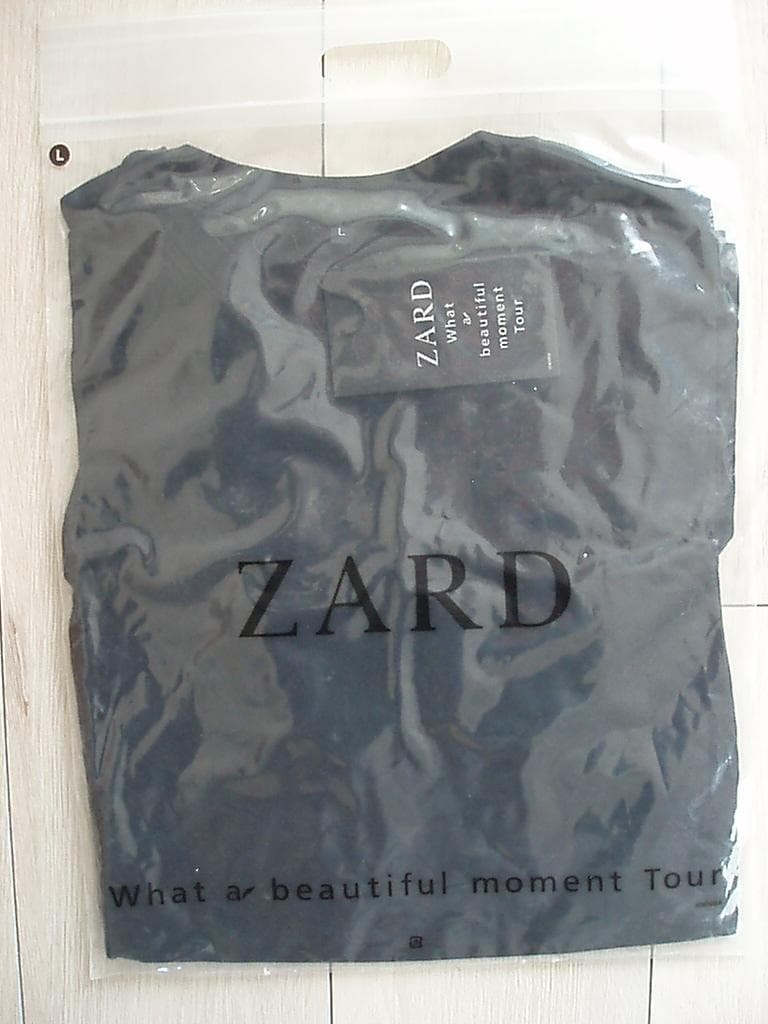 L
L
ZARD
What
a
beautiful
moment
Tour
ZARD
What a beautiful moment Tour